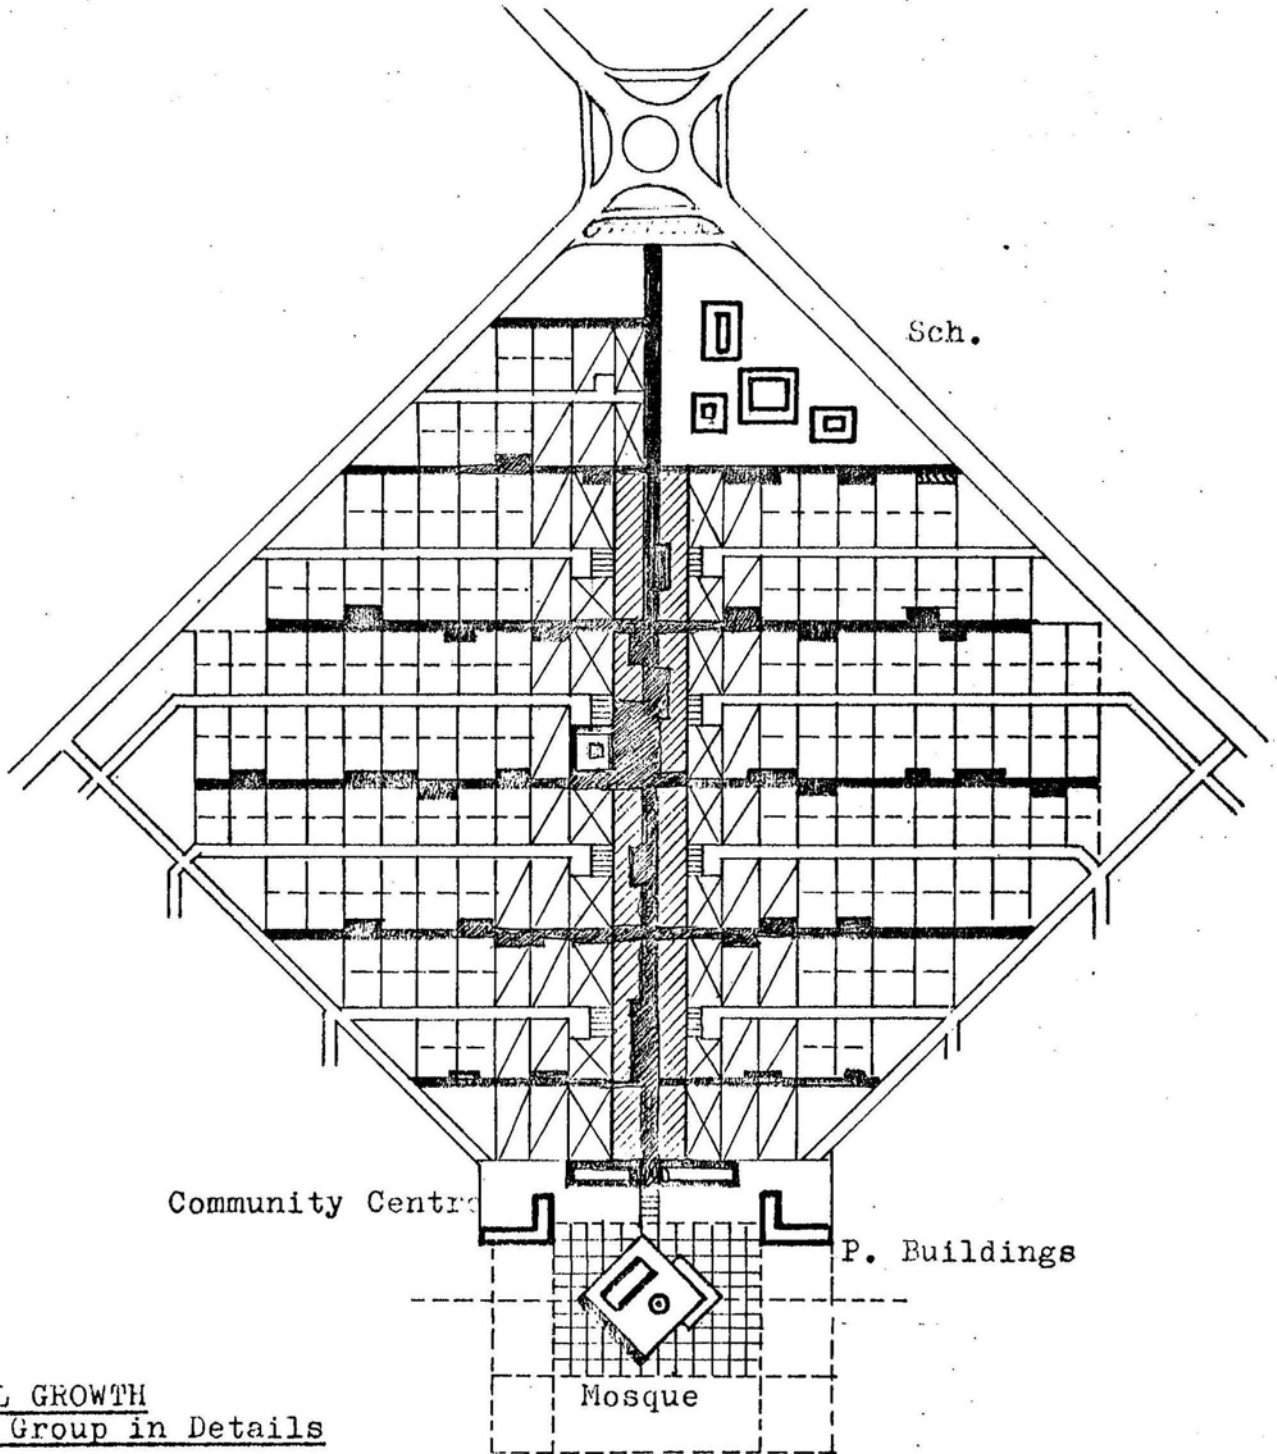 Sch.
Community Centr
P. Buildings
Mosque
GROWTH
Group in Details